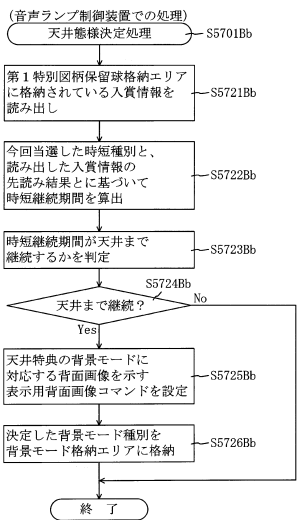 (音声ランプ制御装置での処理)
天井態様決定処理
S5701Bb
第1特別図柄保留球格納エリア
に格納されている入賞情報を
読み出し
S5721Bb
今回当選した時短種別と、
読み出した入賞情報の
先読み結果とに基づいて
時短継続期間を算出
S5722Bb
時短継続期間が天井まで
継続するかを判定
S5723Bb
S5724Bb
天井まで継続?
No
Yes
天井特典の背景モードに
対応する背面画像を示す
表示用背面画像コマンドを設定
S5725Bb
決定した背景モード種別を
背景モード格納エリアに格納
S5726Bb
終 了